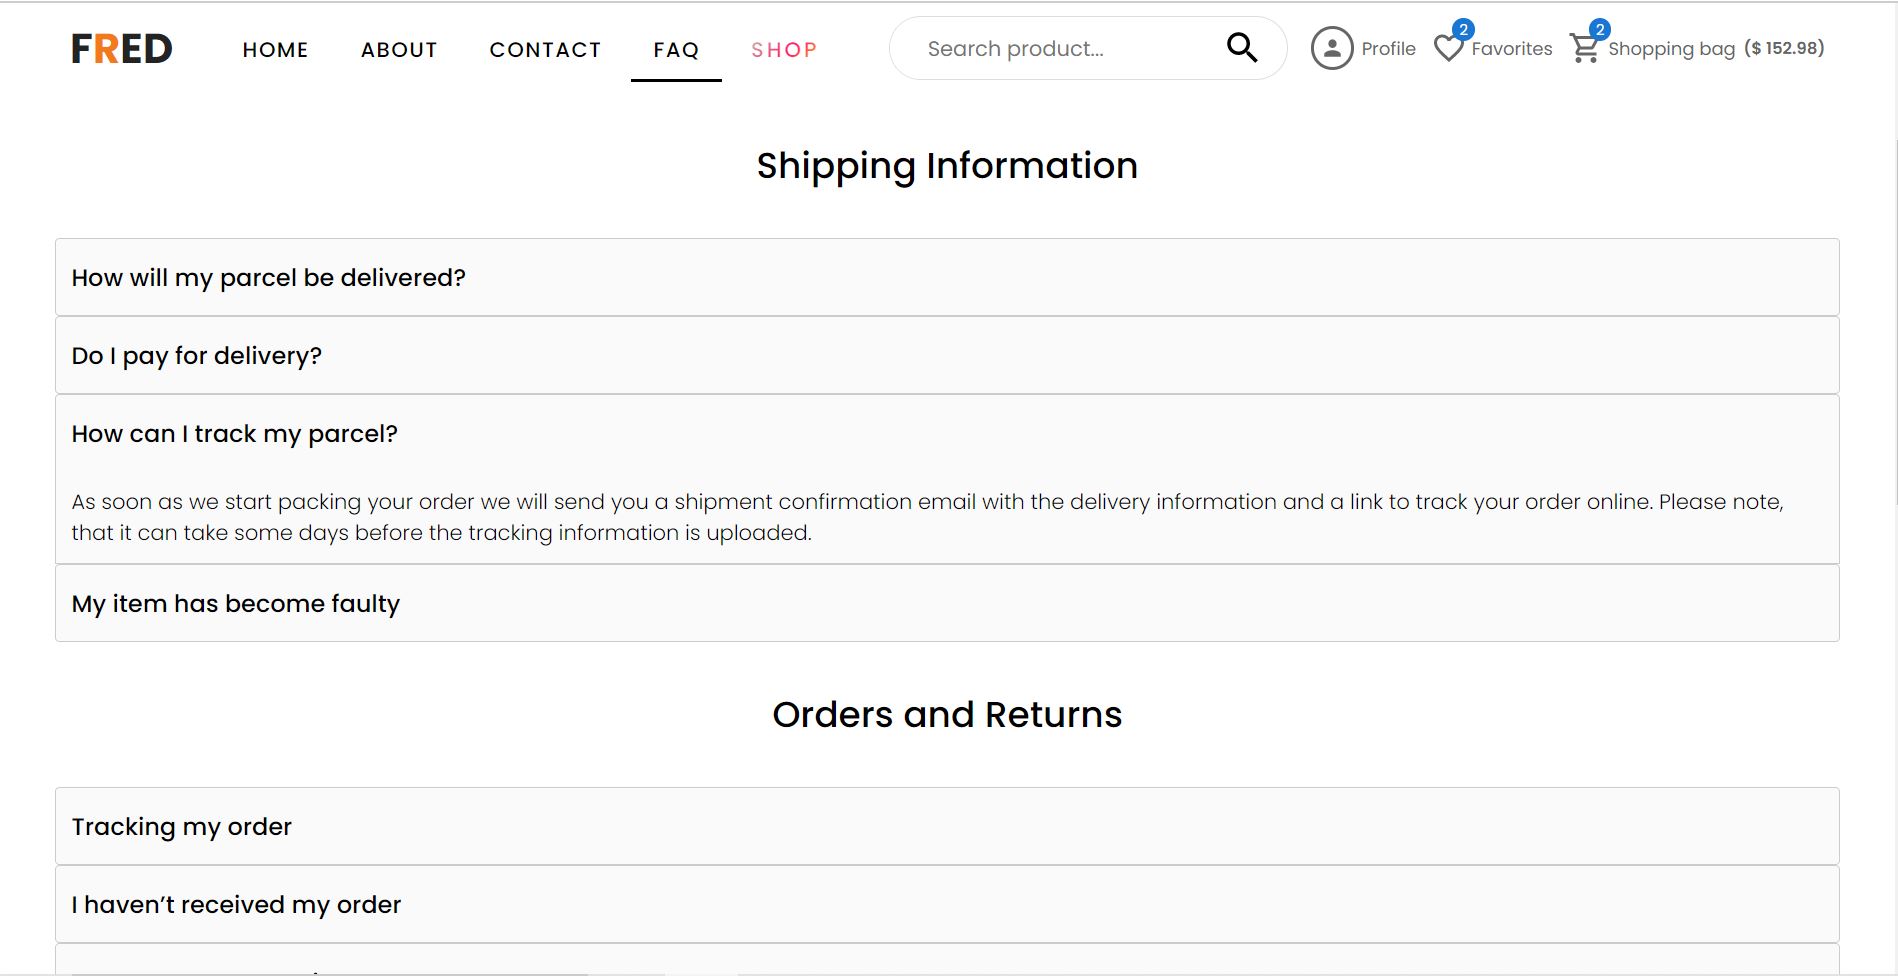 FRED
HOME ABOUT CONTACT FAQ SHOP
Search product...
Profile
2
Favorites
2
Shopping bag ($ 152.98)
Shipping Information
How will my parcel be delivered?
Do I pay for delivery?
How can I track my parcel?
As soon as we start packing your order we will send you a shipment confirmation email with the delivery information and a link to track your order online. Please note,
that it can take some days before the tracking information is uploaded.
My item has become faulty
Orders and Returns
Tracking my order
I haven’t received my order